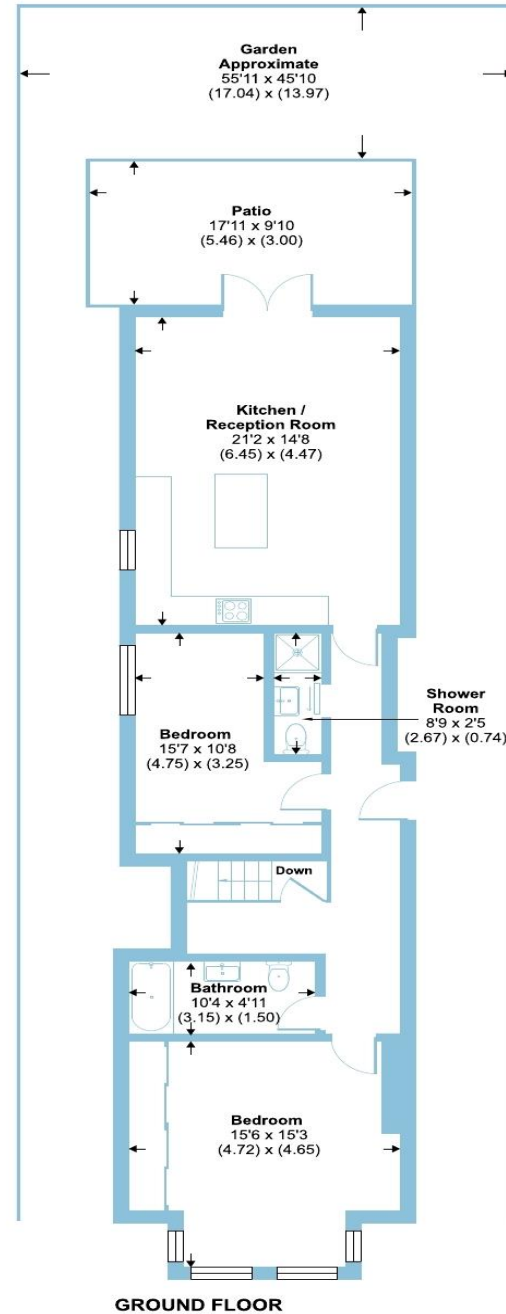 Garden
Approximate
55'11 x 45'10
(17.04) x (13.97)
Patio
17'11 x 9'10
(5.46) x (3.00)
Kitchen /
Reception Room
21'2 x 14'8
(6.45) x (4.47)
Shower
Room
8'9 x 2'5
(2.67) x (0.74)
Bedroom
15'7 x 10'8
(4.75) x (3.25)
Down
Bathroom
10'4 x 4'11
(3.15) x (1.50)
Bedroom
15'6 x 15'3
(4.72) x (4.65)
GROUND FLOOR